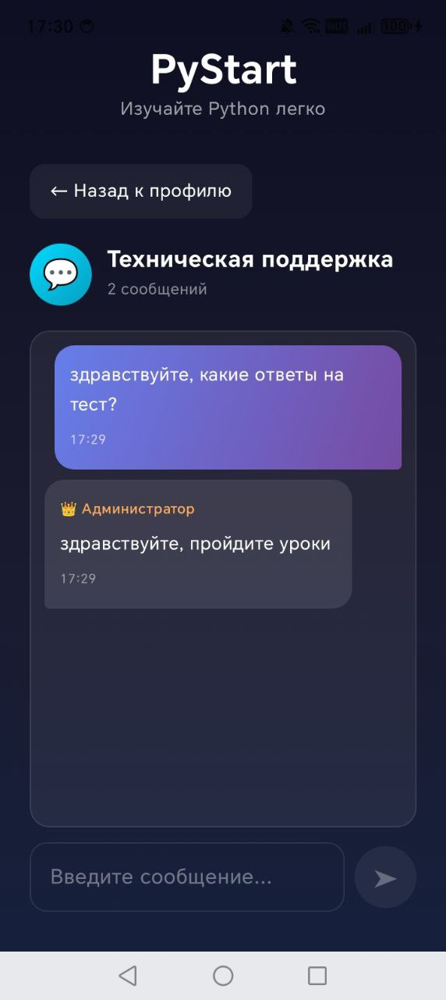 17:30
100
PyStart
Изучайте Python легко
← Назад к профилю
Техническая поддержка
2 сообщений
здравствуйте, какие ответы на
тест?
17:29
👑 Администратор
здравствуйте, пройдите уроки
17:29
Введите сообщение...